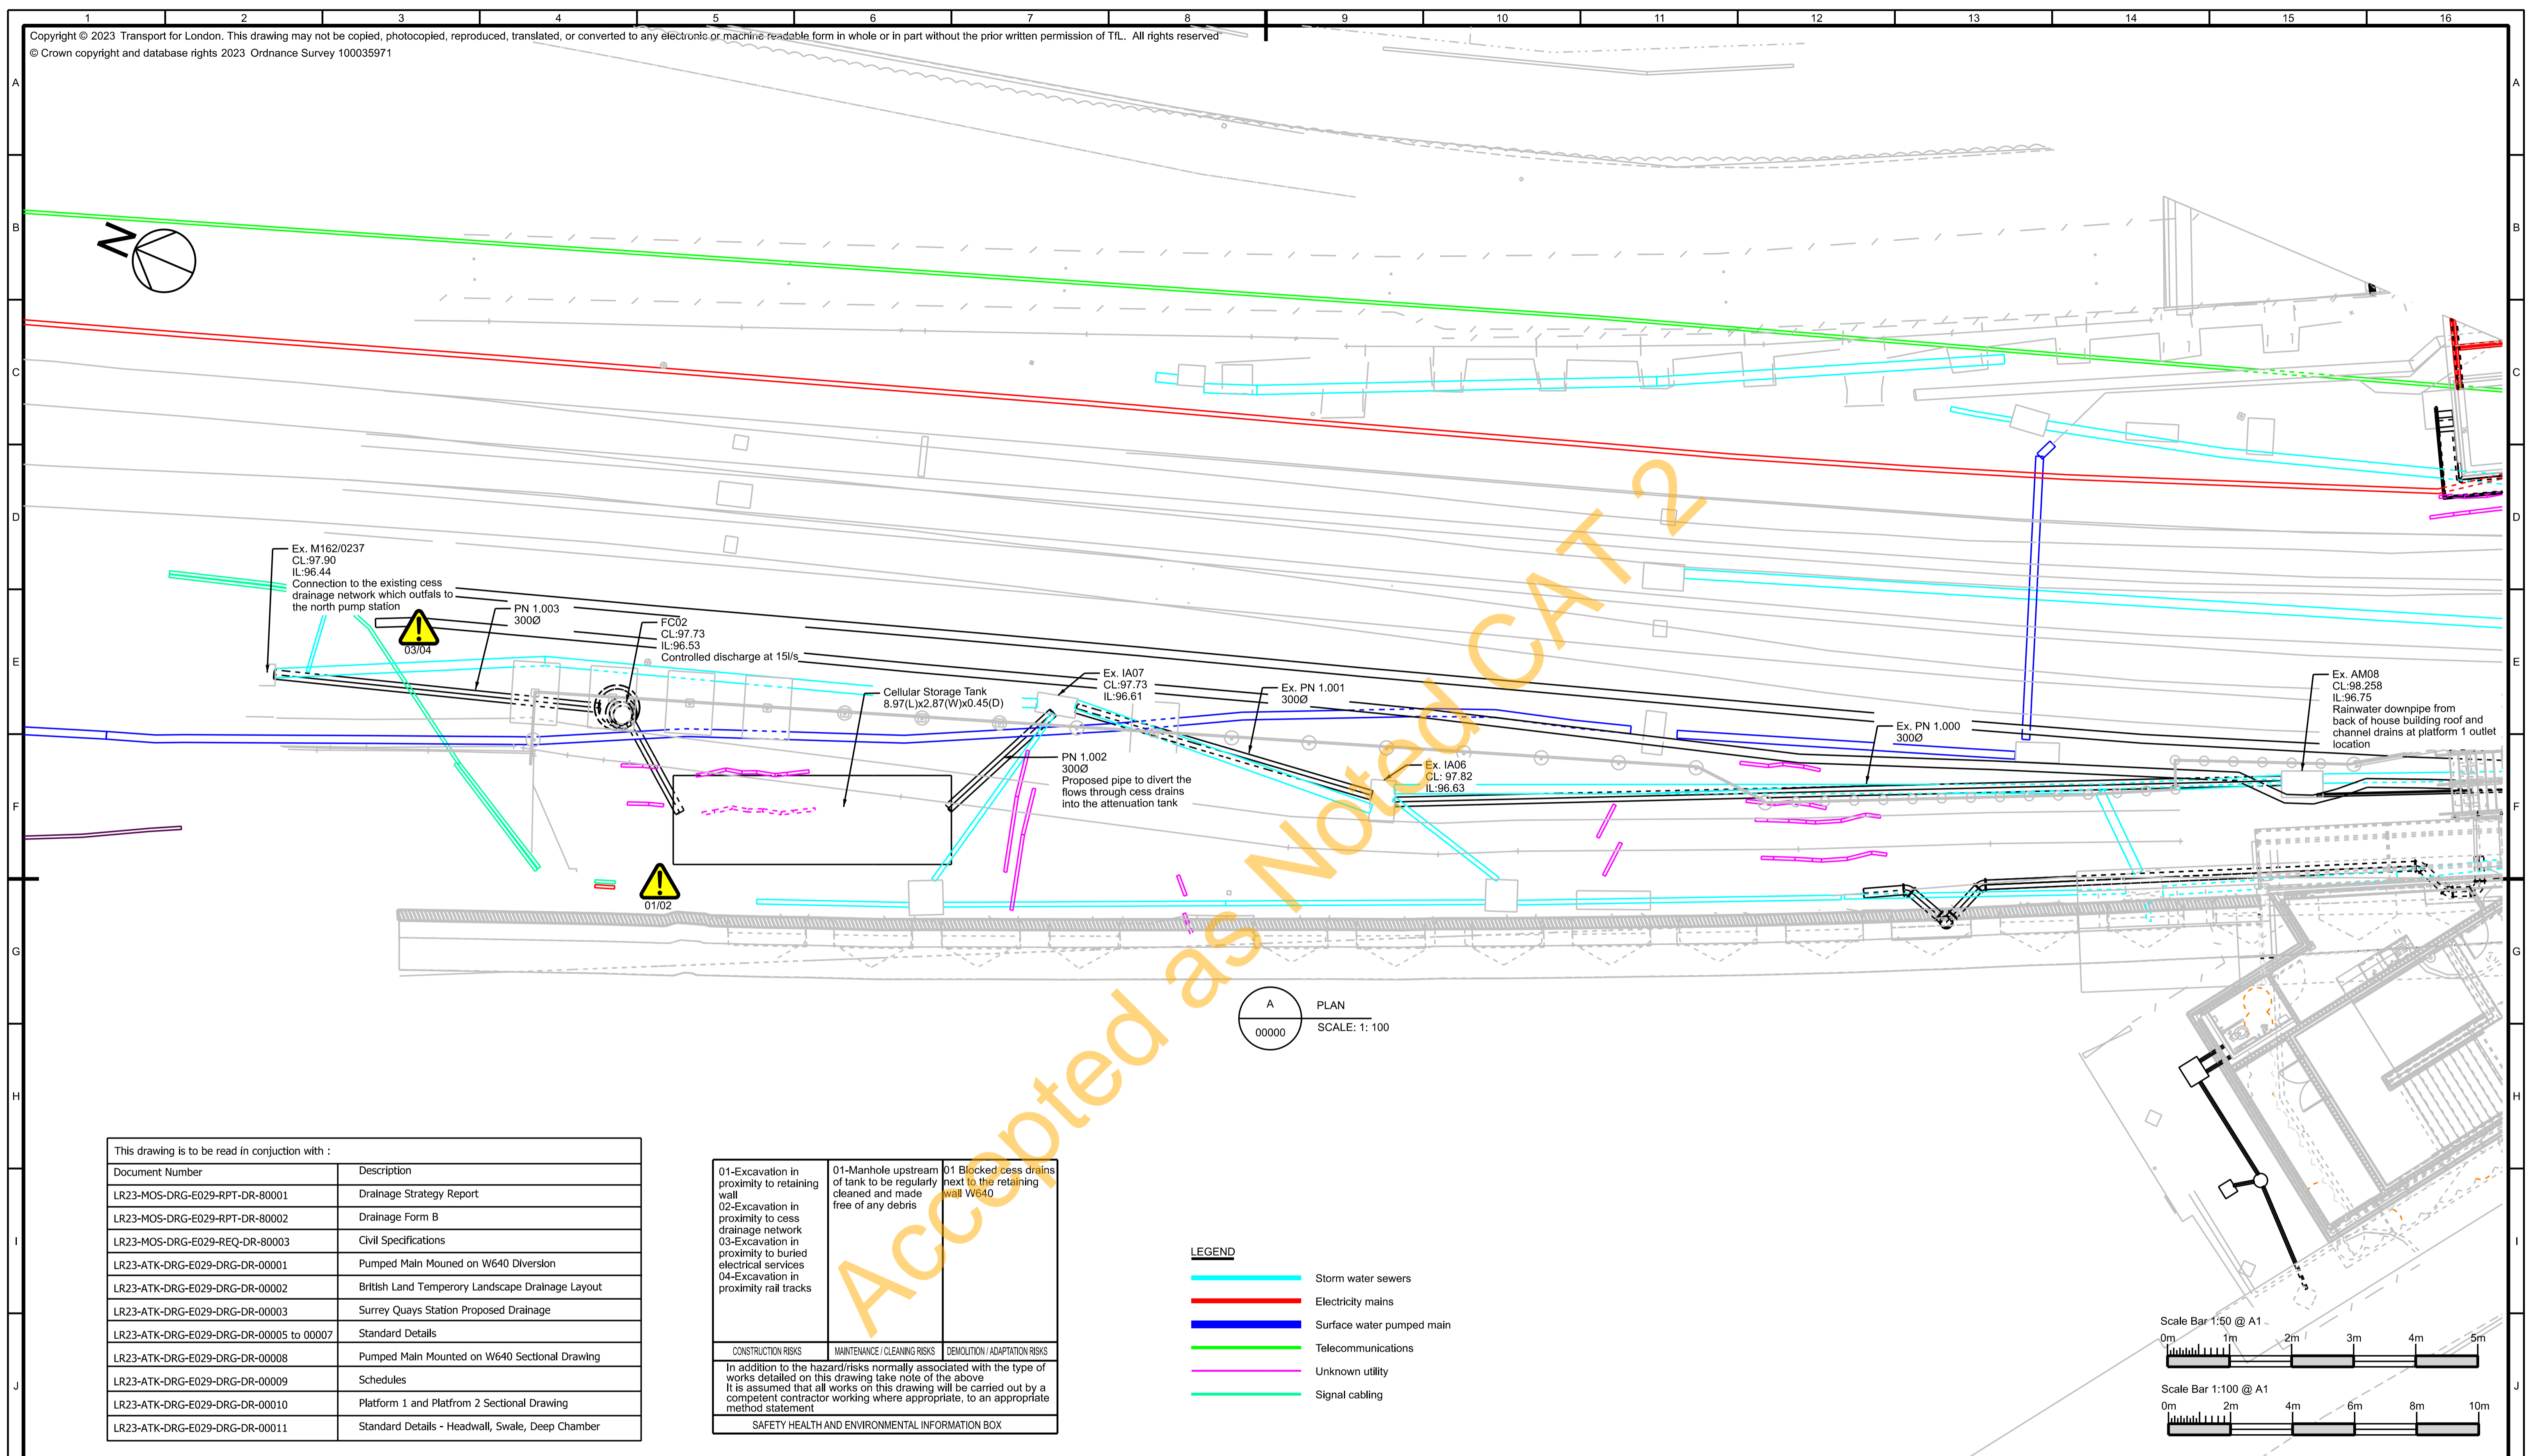 1 2 3 4 5 6 7 8 9 10 11 12 13 14 15 16
Copyright © 2023 Transport for London. This drawing may not be copied, photocopied, reproduced, translated, or converted to any electronic or machine readable form in whole or in part without the prior written permission of TfL. All rights reserved
© Crown copyright and database rights 2023 Ordnance Survey 100035971
A A
B B
N
C C
D D
Ex. M162/0237
CL:97.90
IL:96.44
Connection to the existing cess
drainage network which outfals to
the north pump station
03/04
PN 1.003
300Ø
FC02
CL:97.73
IL:96.53
Controlled discharge at 15l/s
E E
Cellular Storage Tank
8.97(L)x2.87(W)x0.45(D)
Ex. IA07
CL:97.73
IL:96.61
Ex. PN 1.001
300Ø
Ex. PN 1.000
300Ø
Ex. AM08
CL:98.258
IL:96.75
Rainwater downpipe from
back of house building roof and
channel drains at platform 1 outlet
location
PN 1.002
300Ø
Proposed pipe to divert the
flows through cess drains
into the attenuation tank
Ex. IA06
CL: 97.82
IL:96.63
F F
01/02
G G
Accepted as Noted CAT 2
A
00000
PLAN
SCALE: 1: 100
H H
I I
J J
This drawing is to be read in conjuction with :
Document Number Description
LR23-MOS-DRG-E029-RPT-DR-80001 Drainage Strategy Report
LR23-MOS-DRG-E029-RPT-DR-80002 Drainage Form B
LR23-MOS-DRG-E029-REQ-DR-80003 Civil Specifications
LR23-ATK-DRG-E029-DRG-DR-00001 Pumped Main Mouned on W640 Diversion
LR23-ATK-DRG-E029-DRG-DR-00002 British Land Temperory Landscape Drainage Layout
LR23-ATK-DRG-E029-DRG-DR-00003 Surrey Quays Station Proposed Drainage
LR23-ATK-DRG-E029-DRG-DR-00005 to 00007 Standard Details
LR23-ATK-DRG-E029-DRG-DR-00008 Pumped Main Mounted on W640 Sectional Drawing
LR23-ATK-DRG-E029-DRG-DR-00009 Schedules
LR23-ATK-DRG-E029-DRG-DR-00010 Platform 1 and Platfrom 2 Sectional Drawing
LR23-ATK-DRG-E029-DRG-DR-00011 Standard Details - Headwall, Swale, Deep Chamber
01-Excavation in
proximity to retaining
wall
02-Excavation in
proximity to cess
drainage network
03-Excavation in
proximity to buried
electrical services
04-Excavation in
proximity rail tracks
01-Manhole upstream
of tank to be regularly
cleaned and made
free of any debris
01 Blocked cess drains
next to the retaining
wall W640
CONSTRUCTION RISKS MAINTENANCE / CLEANING RISKS DEMOLITION / ADAPTATION RISKS
In addition to the hazard/risks normally associated with the type of
works detailed on this drawing take note of the above
It is assumed that all works on this drawing will be carried out by a
competent contractor working where appropriate, to an appropriate
method statement
SAFETY HEALTH AND ENVIRONMENTAL INFORMATION BOX
LEGEND
Storm water sewers
Electricity mains
Surface water pumped main
Telecommunications
Unknown utility
Signal cabling
Scale Bar 1:50 @ A1
0m 1m 2m 3m 4m 5m
Scale Bar 1:100 @ A1
0m 2m 4m 6m 8m 10m